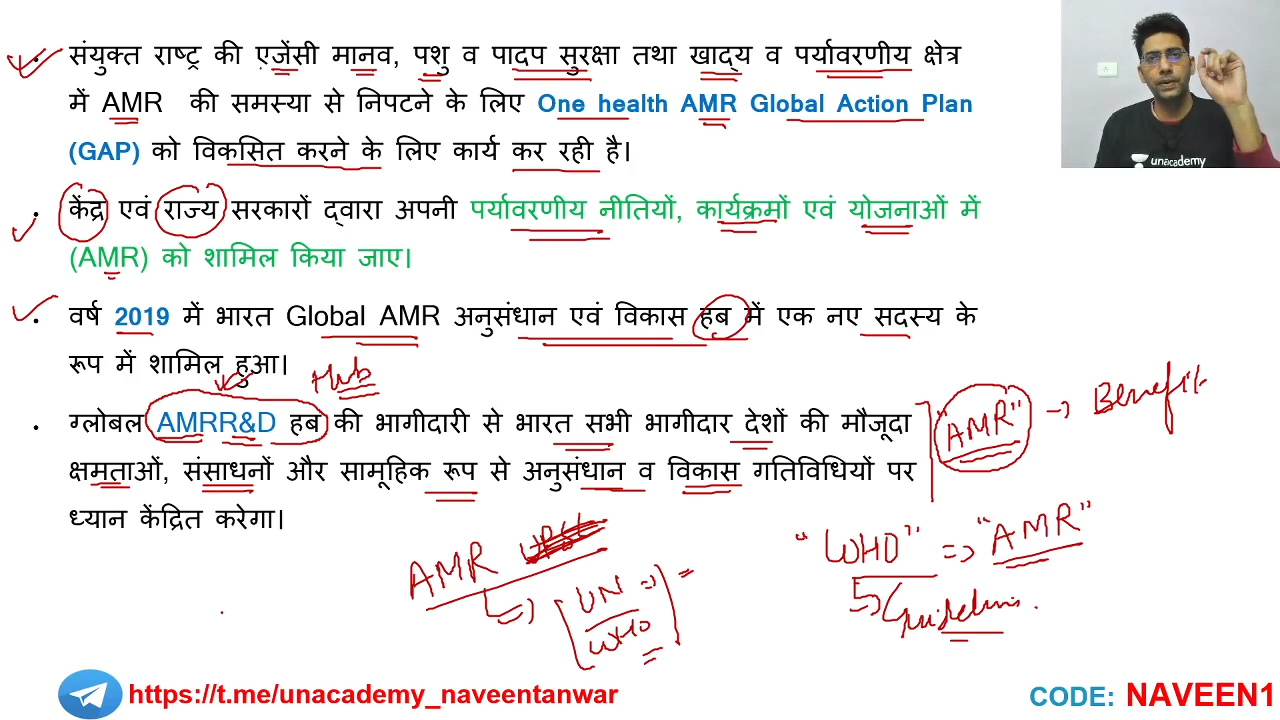 संयुक्त राष्ट्र की एजेंसी मानव, पशु व पादप सुरक्षा तथा खाद्य व पर्यावरणीय क्षेत्र
में AMR की समस्या से निपटने के लिए One health AMR Global Action Plan
(GAP) को विकसित करने के लिए कार्य कर रही है।
केंद्र एवं राज्य सरकारों द्वारा अपनी पर्यावरणीय नीतियों, कार्यक्रमों एवं योजनाओं में
(AMR) को शामिल किया जाए।
वर्ष 2019 में भारत Global AMR अनुसंधान एवं विकास हब में एक नए सदस्य के
रूप में शामिल हुआ।
Hub
ग्लोबल AMRR&D हब की भागीदारी से भारत सभी भागीदार देशों की मौजूदा
क्षमताओं, संसाधनों और सामूहिक रूप से अनुसंधान व विकास गतिविधियों पर
ध्यान केंद्रित करेगा।
"AMR" → Benefit
AMR
UN
WHO
"WHO" => "AMR"
Guidelines.
unacademy
https://t.me/unacademy_naveentanwar
CODE: NAVEEN1